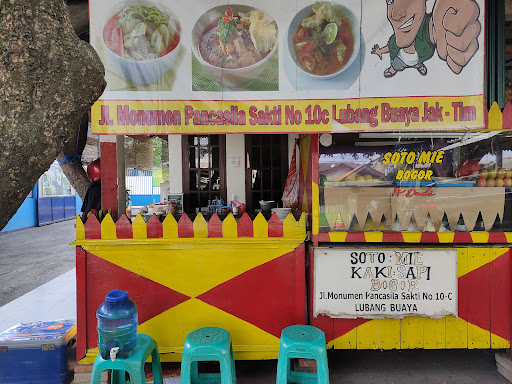 Jl. Monumen Pancasila Sakti No 10c Lubang Buaya Jak - Tim
SOTO MIE
BOGOR
SOTO MIE
KAKI SAPI
BOGOR
Jl.Monumen Pancasila Sakti No.10-C
LUBANG BUAYA